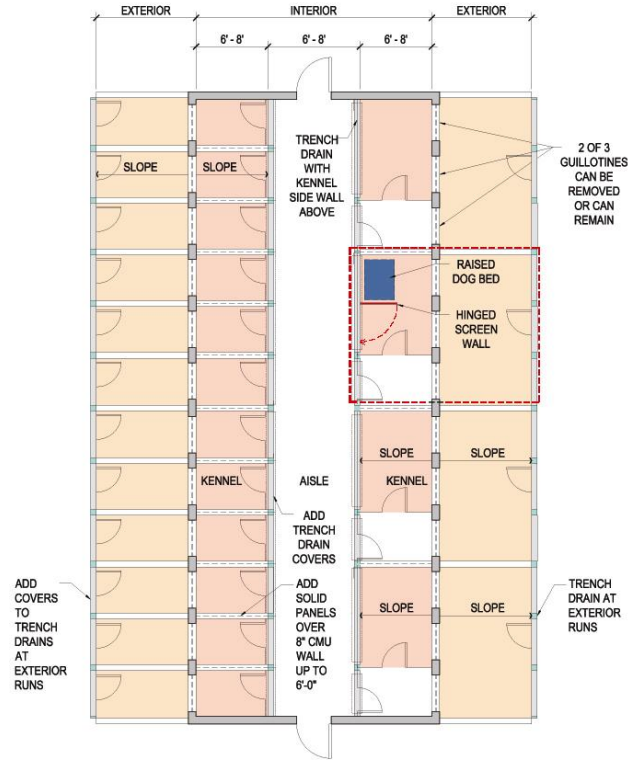 EXTERIOR
INTERIOR
EXTERIOR
6' - 8'
6' - 8'
6' - 8'
TRENCH
DRAIN
WITH
KENNEL
SIDE WALL
ABOVE
2 OF 3
GUILLOTINES
CAN BE
REMOVED
OR CAN
REMAIN
SLOPE
SLOPE
RAISED
DOG BED
HINGED
SCREEN
WALL
SLOPE
SLOPE
KENNEL
AISLE
KENNEL
ADD
TRENCH
DRAIN
COVERS
ADD
COVERS
TO
TRENCH
DRAINS
AT
EXTERIOR
RUNS
ADD
SOLID
PANELS
OVER
8" CMU
WALL
UP TO
6'-0"
SLOPE
SLOPE
TRENCH
DRAIN AT
EXTERIOR
RUNS